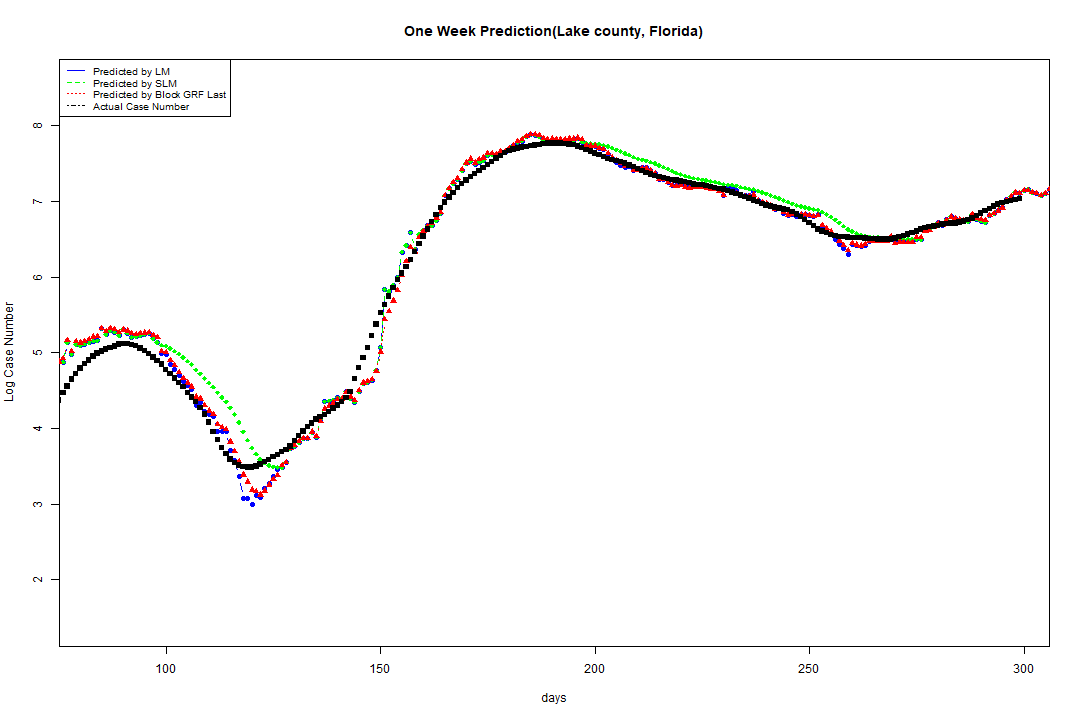 One Week Prediction(Lake county, Florida)
Predicted by LM
Predicted by SLM
Predicted by Block GRF Last
Actual Case Number
8
7
6
5
4
3
2
Log Case Number
100 150 200 250 300
days